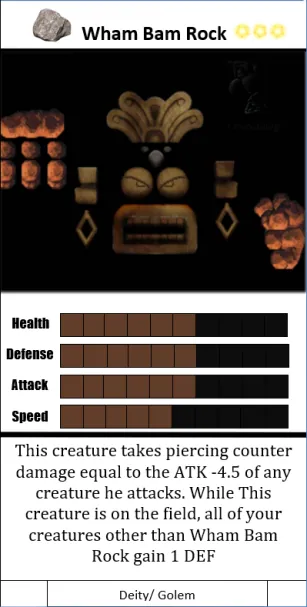 Wham Bam Rock
Health
Defense
Attack
Speed
This creature takes piercing counter
damage equal to the ATK -4.5 of any
creature he attacks. While This
creature is on the field, all of your
creatures other than Wham Bam
Rock gain 1 DEF
Deity/ Golem